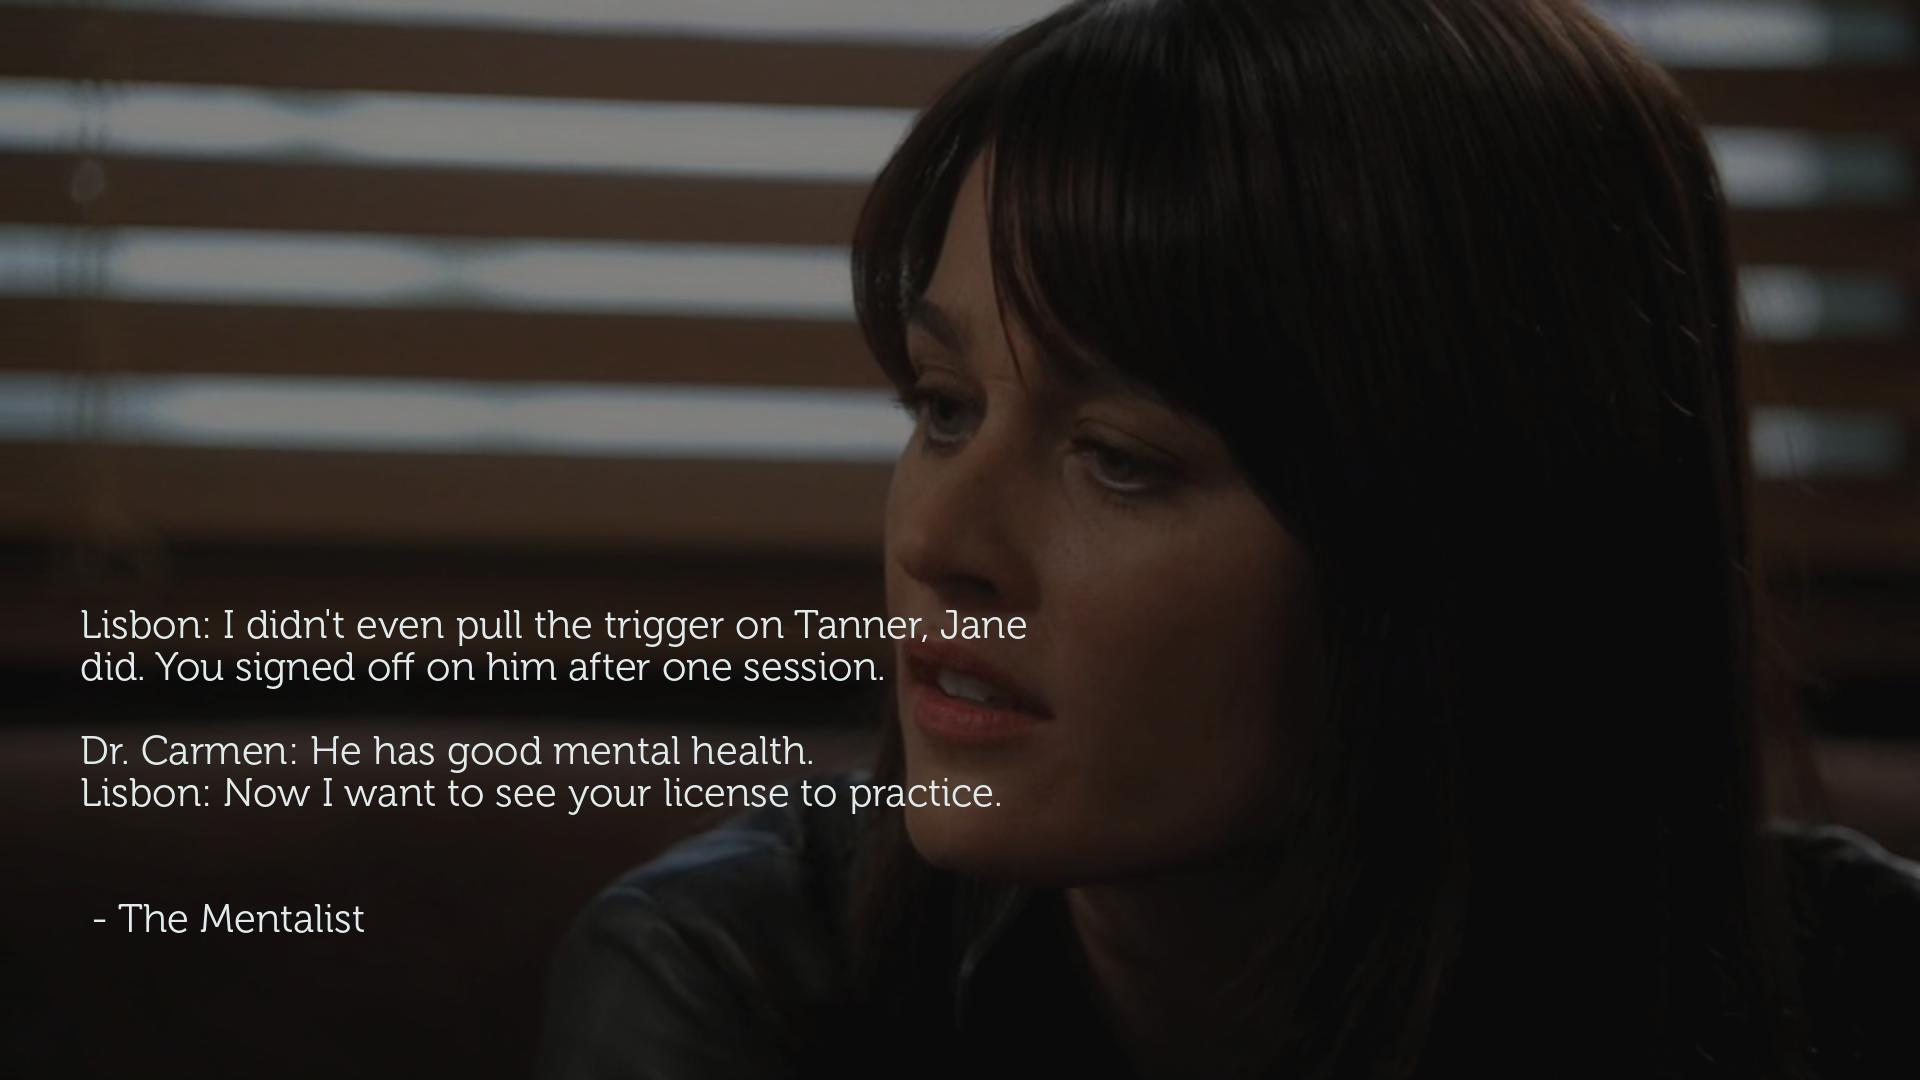 Lisbon: I didn't even pull the trigger on Tanner, Jane
did. You signed off on him after one session.
Dr. Carmen: He has good mental health.
Lisbon: Now I want to see your license to practice.
- The Mentalist